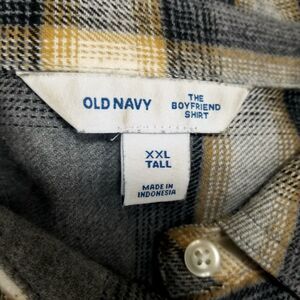 OLD NAVY
THE
BOYFRIEND
SHIRT
XXL
TALL
MADE IN
INDONESIA